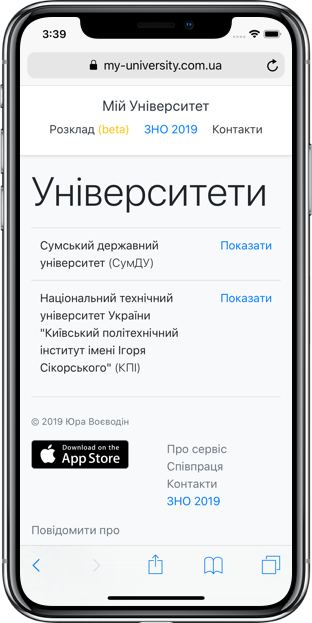 3:39
my-university.com.ua
Мій Університет
Розклад (beta) ЗНО 2019 Контакти
Університети
Сумський державний Показати
університет (СумДУ)
Національний технічний Показати
університет України
"Київський політехнічний
інститут імені Ігоря
Сікорського" (КПІ)
© 2019 Юра Воєводін
Download on the
App Store
Про сервіс
Співпраця
Контакти
ЗНО 2019
Повідомити про